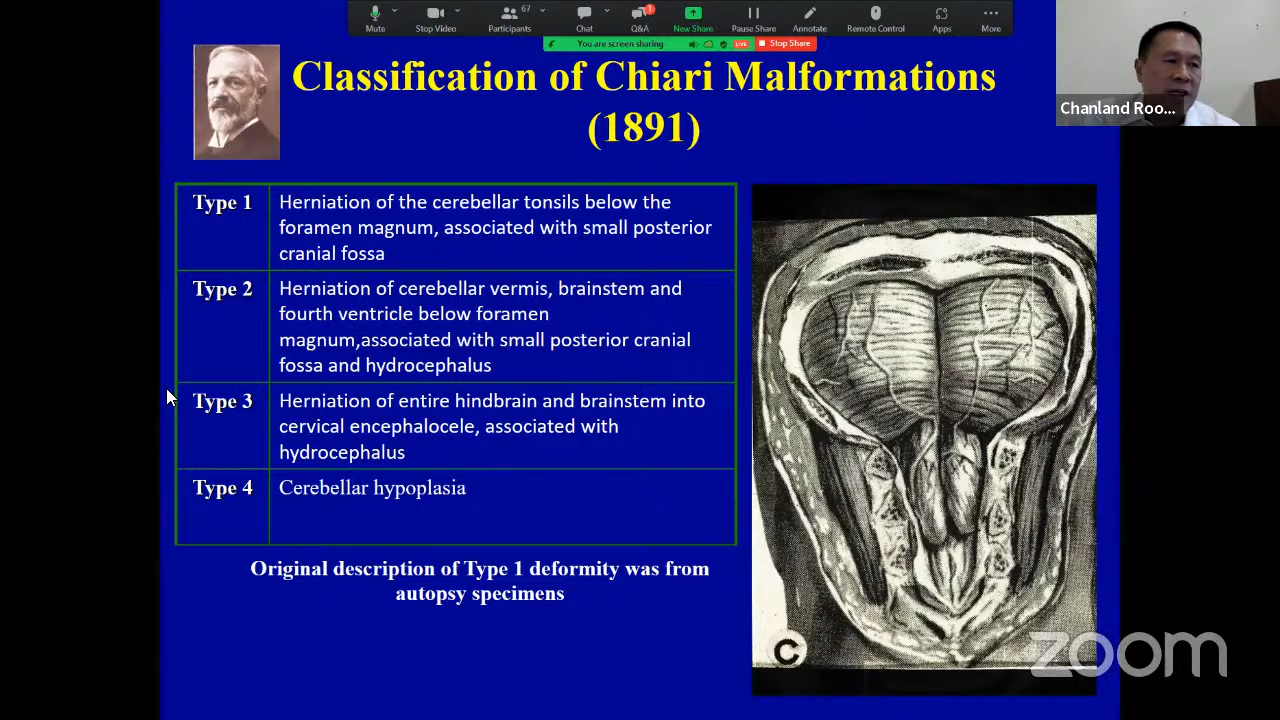 Mute
Stop Video
67
Participants
Chat
1
Q&A
New Share
Pause Share
Annotate
Remote Control
Apps
More
You are screen sharing
LIVE
Stop Share
Chanland Roo...
Classification of Chiari Malformations
(1891)
Type 1
Herniation of the cerebellar tonsils below the
foramen magnum, associated with small posterior
cranial fossa
Type 2
Herniation of cerebellar vermis, brainstem and
fourth ventricle below foramen
magnum,associated with small posterior cranial
fossa and hydrocephalus
Type 3
Herniation of entire hindbrain and brainstem into
cervical encephalocele, associated with
hydrocephalus
Type 4
Cerebellar hypoplasia
Original description of Type 1 deformity was from
autopsy specimens
C
zoom